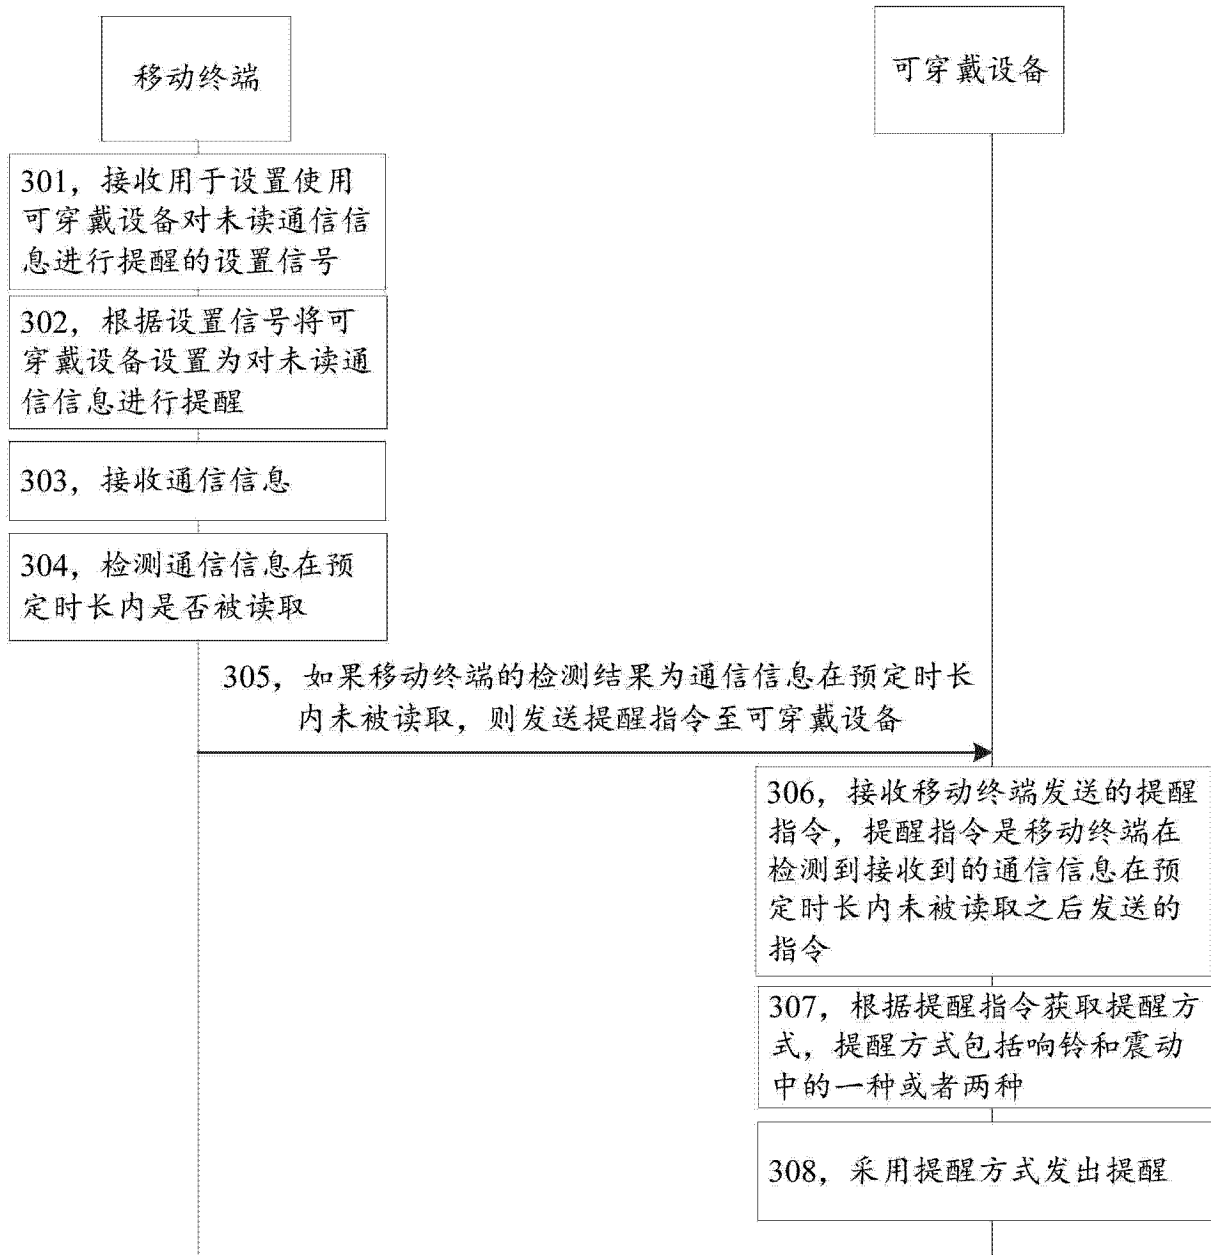 移动终端
可穿戴设备
301，接收用于设置使用
可穿戴设备对未读通信信
息进行提醒的设置信号
302，根据设置信号将可
穿戴设备设置为对未读通
信信息进行提醒
303，接收通信信息
304，检测通信信息在预
定时长内是否被读取
305，如果移动终端的检测结果为通信信息在预定时长
内未被读取，则发送提醒指令至可穿戴设备
306，接收移动终端发送的提醒
指令，提醒指令是移动终端在
检测到接收到的通信信息在预
定时长内未被读取之后发送的
指令
307，根据提醒指令获取提醒方
式，提醒方式包括响铃和震动
中的一种或者两种
308，采用提醒方式发出提醒